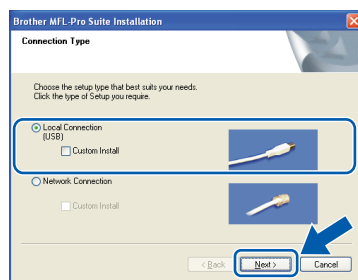 Brother MFL-Pro Suite Installation
Connection Type
Choose the setup type that best suits your needs.
Click the type of Setup you require.
Local Connection
(USB)
Custom Install
Network Connection
Custom Install
< Back
Next >
Cancel